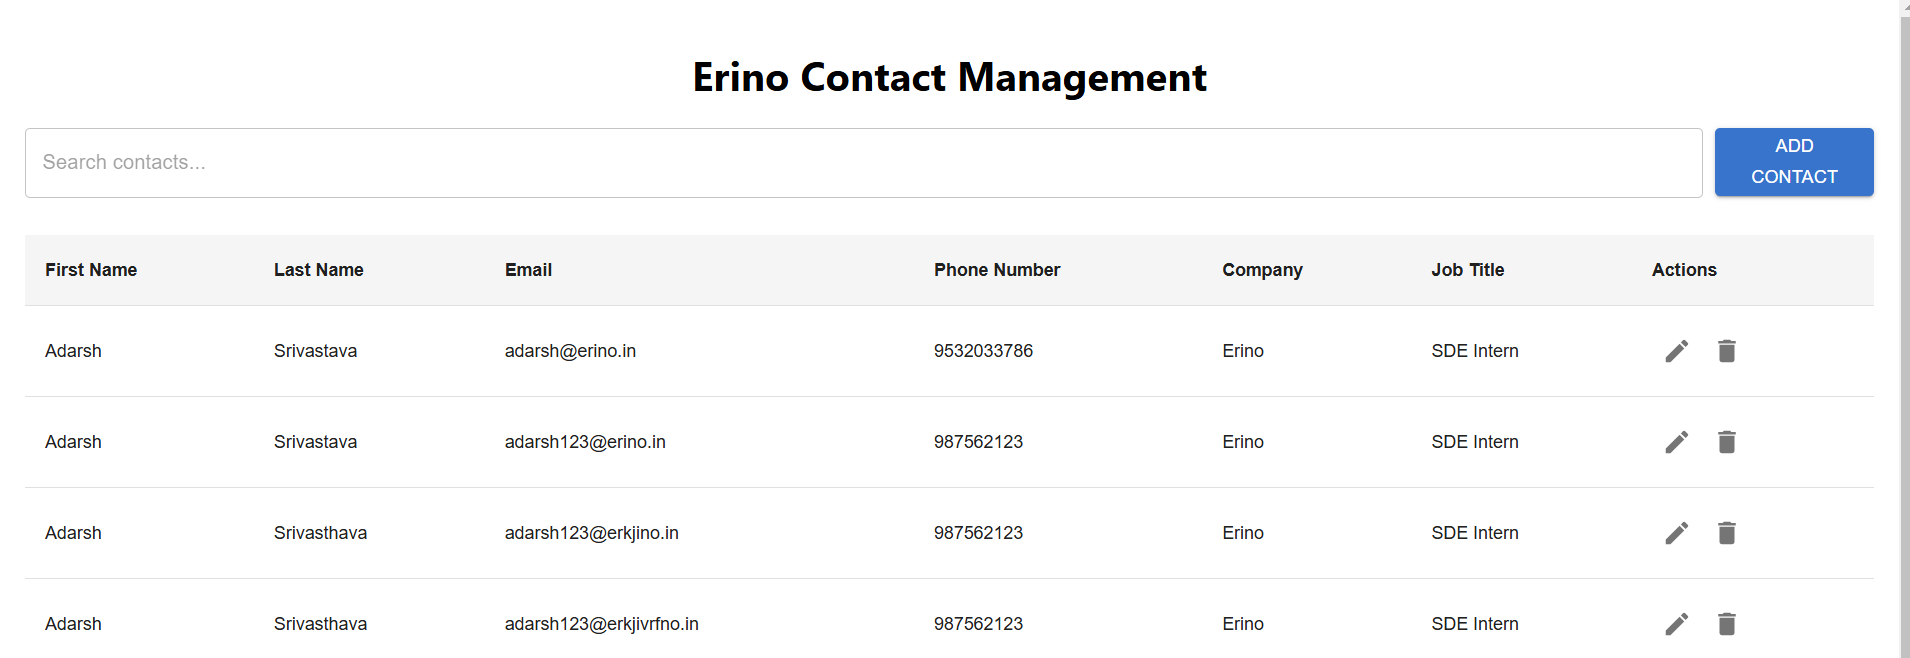 Erino Contact Management
Search contacts...
ADD
CONTACT
First Name Last Name Email Phone Number Company Job Title Actions
Adarsh Srivastava adarsh@erino.in 9532033786 Erino SDE Intern
Adarsh Srivastava adarsh123@erino.in 987562123 Erino SDE Intern
Adarsh Srivasthava adarsh123@erkjino.in 987562123 Erino SDE Intern
Adarsh Srivasthava adarsh123@erkjivrfno.in 987562123 Erino SDE Intern